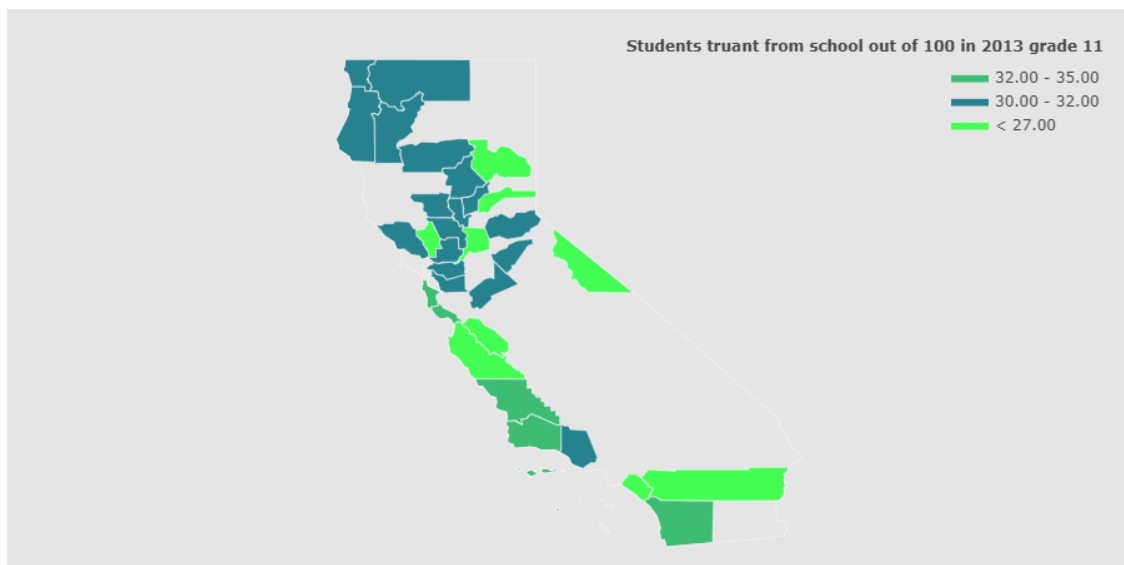 Students truant from school out of 100 in 2013 grade 11
32.00 - 35.00
30.00 - 32.00
< 27.00